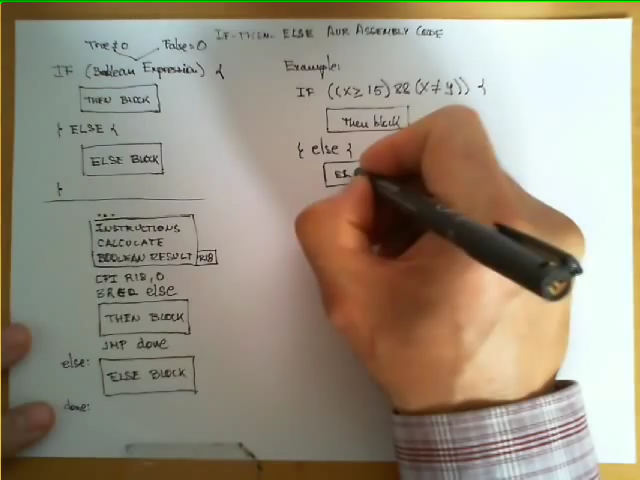 IF-THEN-ELSE AVR ASSEMBLY CODE
True≠0 False=0
IF (Boolean Expression) {
THEN BLOCK
} ELSE {
ELSE BLOCK
}
...
INSTRUCTIONS
CALCULATE
BOOLEAN RESULT R18
CPI R18, 0
BREQ else
THEN BLOCK
JMP done
else:
ELSE BLOCK
done:
Example:
IF ((X≥15) && (X≠y)) {
Then block
} else {